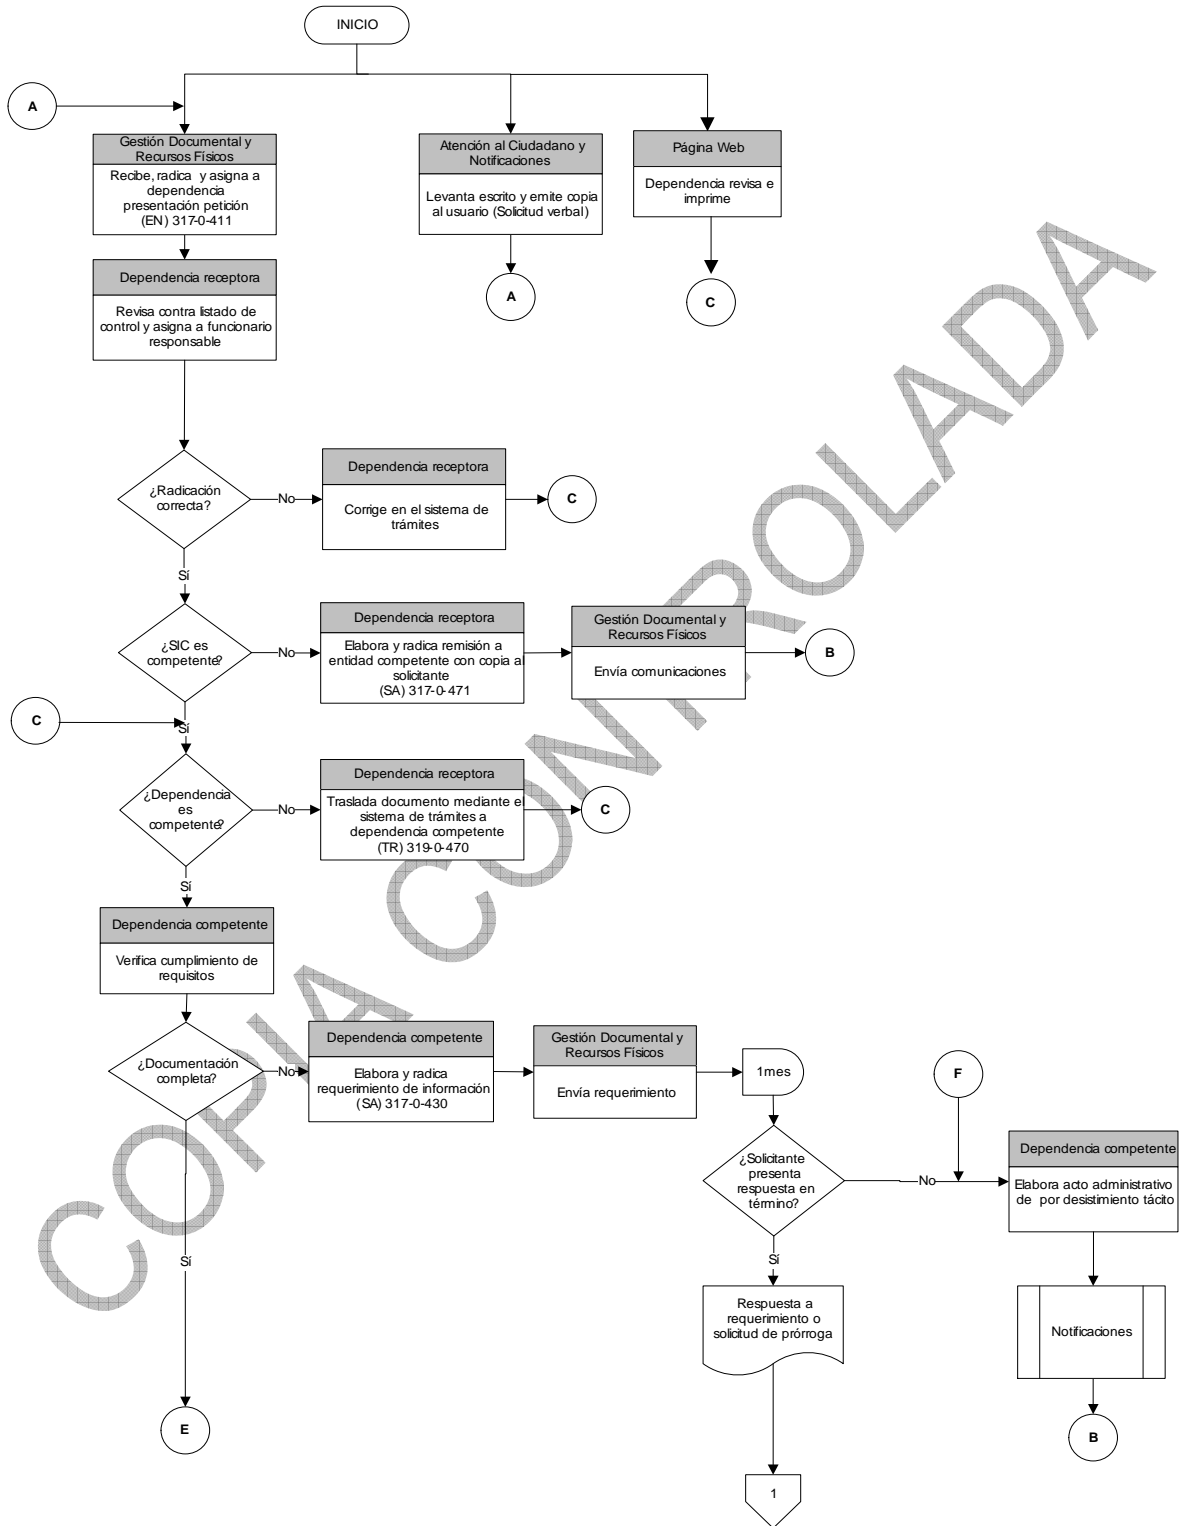 INICIO
A
Gestión Documental y
Recursos Físicos
Recibe, radica y asigna a
dependencia
presentación petición
(EN) 317-0-411
Atención al Ciudadano y
Notificaciones
Levanta escrito y emite copia
al usuario (Solicitud verbal)
Página Web
Dependencia revisa e
imprime
A
C
Dependencia receptora
Revisa contra listado de
control y asigna a funcionario
responsable
¿Radicación
correcta?
No
Dependencia receptora
Corrige en el sistema de
trámites
C
Sí
¿SIC es
competente?
No
Dependencia receptora
Elabora y radica remisión a
entidad competente con copia al
solicitante
(SA) 317-0-471
Gestión Documental y
Recursos Físicos
Envía comunicaciones
B
C
Sí
¿Dependencia
es
competente?
No
Dependencia receptora
Traslada documento mediante el
sistema de trámites a
dependencia competente
(TR) 319-0-470
C
Sí
Dependencia competente
Verifica cumplimiento de
requisitos
¿Documentación
completa?
No
Dependencia competente
Elabora y radica
requerimiento de información
(SA) 317-0-430
Gestión Documental y
Recursos Físicos
Envía requerimiento
1mes
F
¿Solicitante
presenta
respuesta en
término?
No
Dependencia competente
Elabora acto administrativo
de por desistimiento tácito
Sí
Sí
Respuesta a
requerimiento o
solicitud de prórroga
Notificaciones
E
B
1
COPIA CONTROLADA